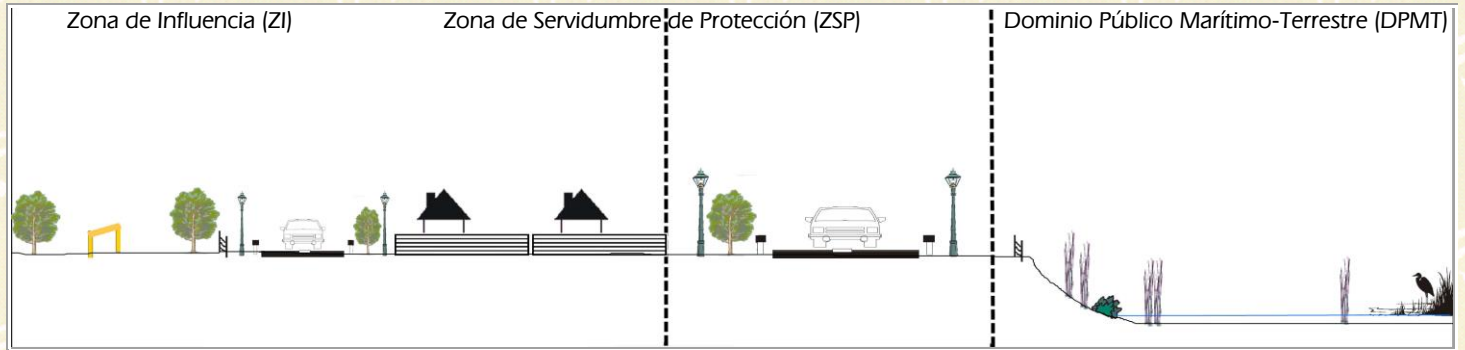 Zona de Influencia (ZI) Zona de Servidumbre de Protección (ZSP) Dominio Público Marítimo-Terrestre (DPMT)